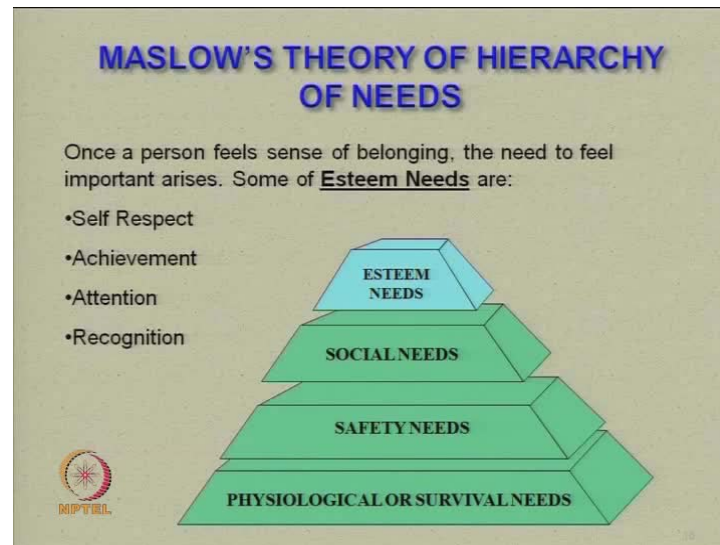 MASLOW'S THEORY OF HIERARCHY
OF NEEDS
Once a person feels sense of belonging, the need to feel
important arises. Some of Esteem Needs are:
•Self Respect
•Achievement
•Attention
•Recognition
ESTEEM
NEEDS
SOCIAL NEEDS
SAFETY NEEDS
PHYSIOLOGICAL OR SURVIVAL NEEDS
NPTEL